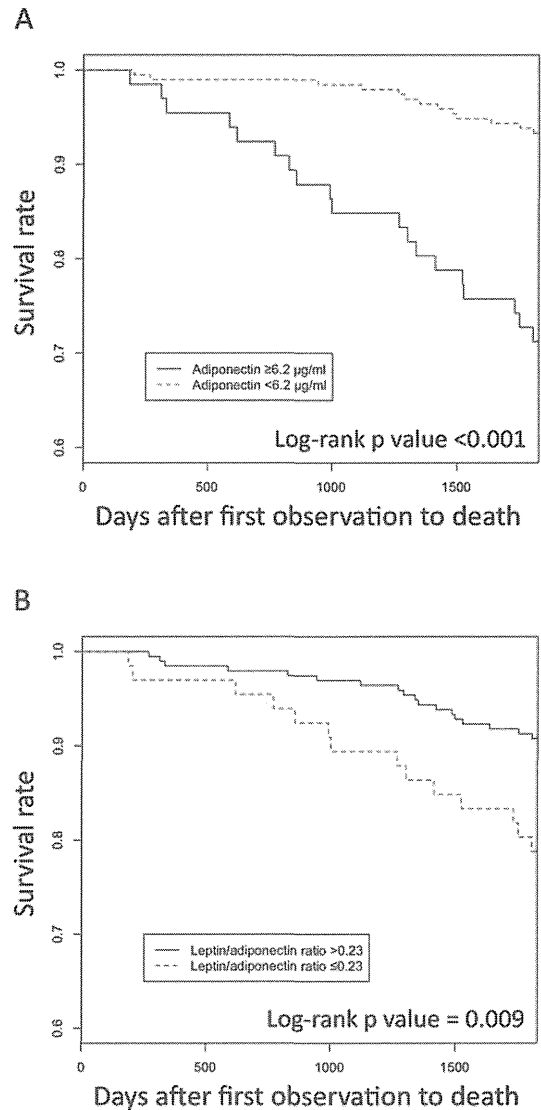 A
Survival rate
1.0
0.9
0.8
0.7
0.6
Adiponectin ≥6.2 µg/ml
Adiponectin <6.2 µg/ml
Log-rank p value <0.001
0
500
1000
1500
Days after first observation to death
B
Survival rate
1.0
0.9
0.8
0.7
0.6
Leptin/adiponectin ratio >0.23
Leptin/adiponectin ratio ≤0.23
Log-rank p value = 0.009
0
500
1000
1500
Days after first observation to death